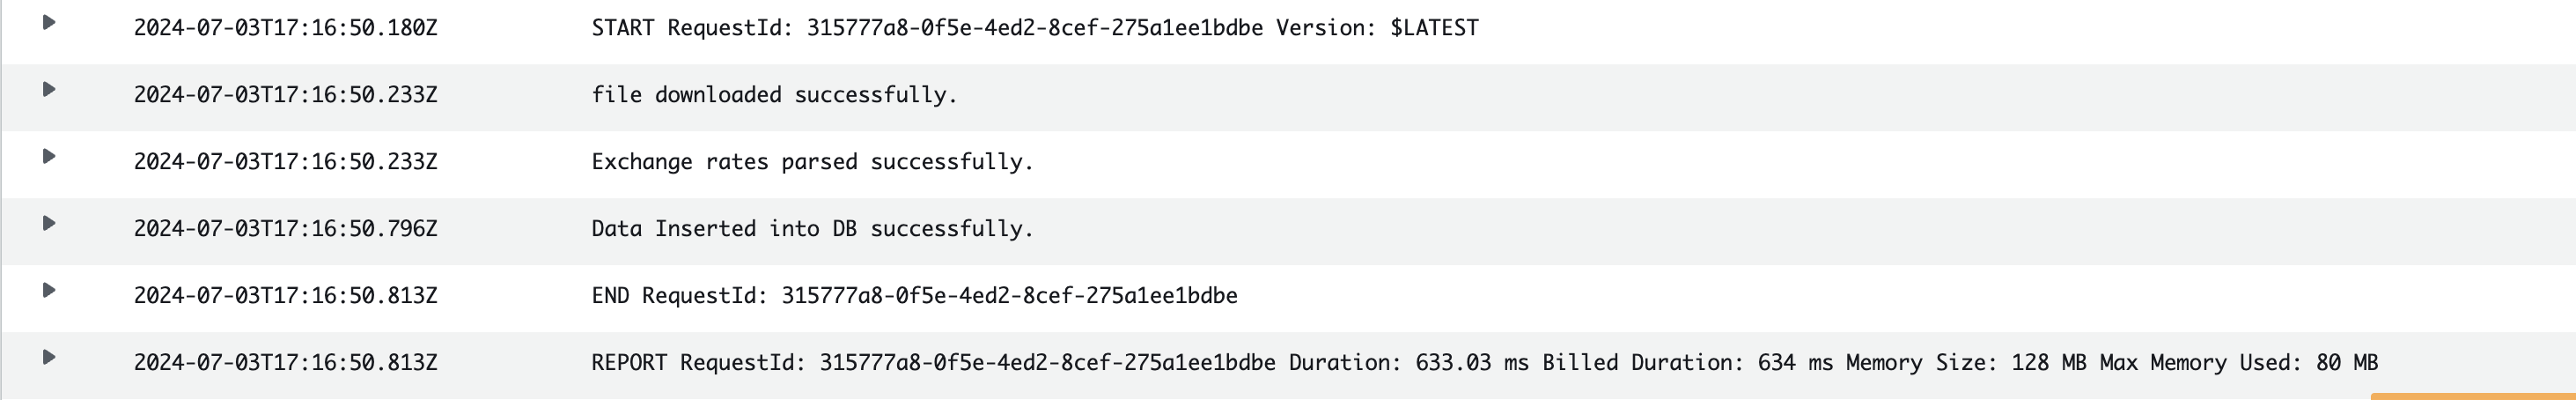 2024-07-03T17:16:50.180Z START RequestId: 315777a8-0f5e-4ed2-8cef-275a1ee1bdbe Version: $LATEST
2024-07-03T17:16:50.233Z file downloaded successfully.
2024-07-03T17:16:50.233Z Exchange rates parsed successfully.
2024-07-03T17:16:50.796Z Data Inserted into DB successfully.
2024-07-03T17:16:50.813Z END RequestId: 315777a8-0f5e-4ed2-8cef-275a1ee1bdbe
2024-07-03T17:16:50.813Z REPORT RequestId: 315777a8-0f5e-4ed2-8cef-275a1ee1bdbe Duration: 633.03 ms Billed Duration: 634 ms Memory Size: 128 MB Max Memory Used: 80 MB